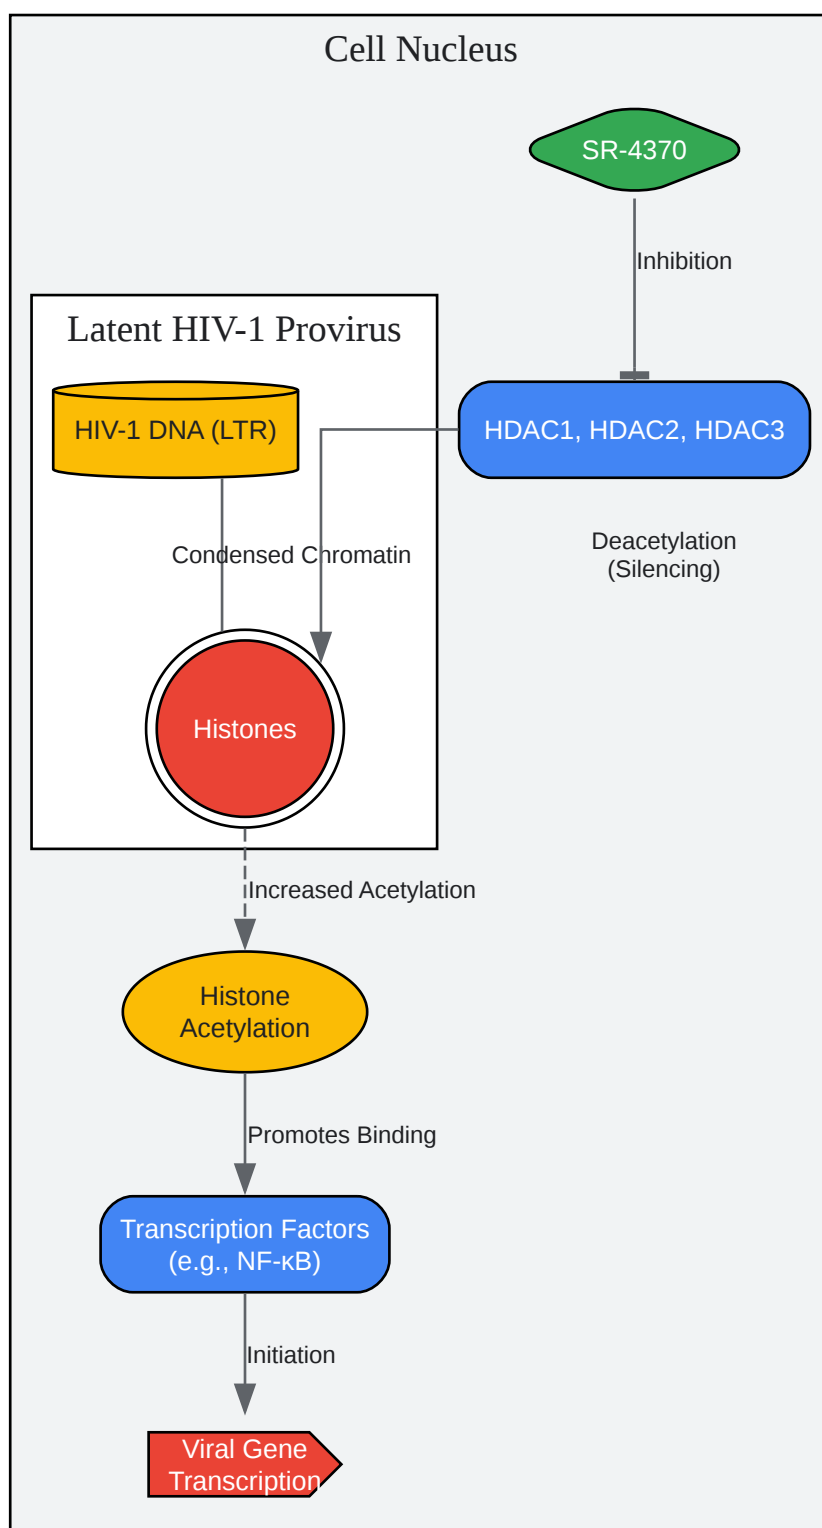 Cell Nucleus
SR-4370
Inhibition
Latent HIV-1 Provirus
HIV-1 DNA (LTR)
HDAC1, HDAC2, HDAC3
Condensed Chromatin
Deacetylation
(Silencing)
Histones
Increased Acetylation
Histone
Acetylation
Promotes Binding
Transcription Factors
(e.g., NF-κB)
Initiation
Viral Gene
Transcription